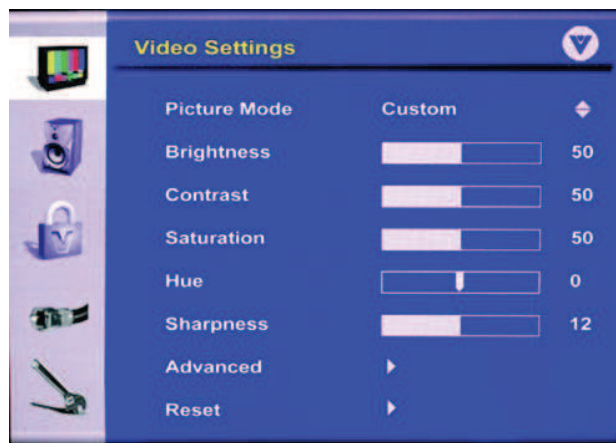 Video Settings
Picture Mode Custom
Brightness 50
Contrast 50
Saturation 50
Hue 0
Sharpness 12
Advanced
Reset